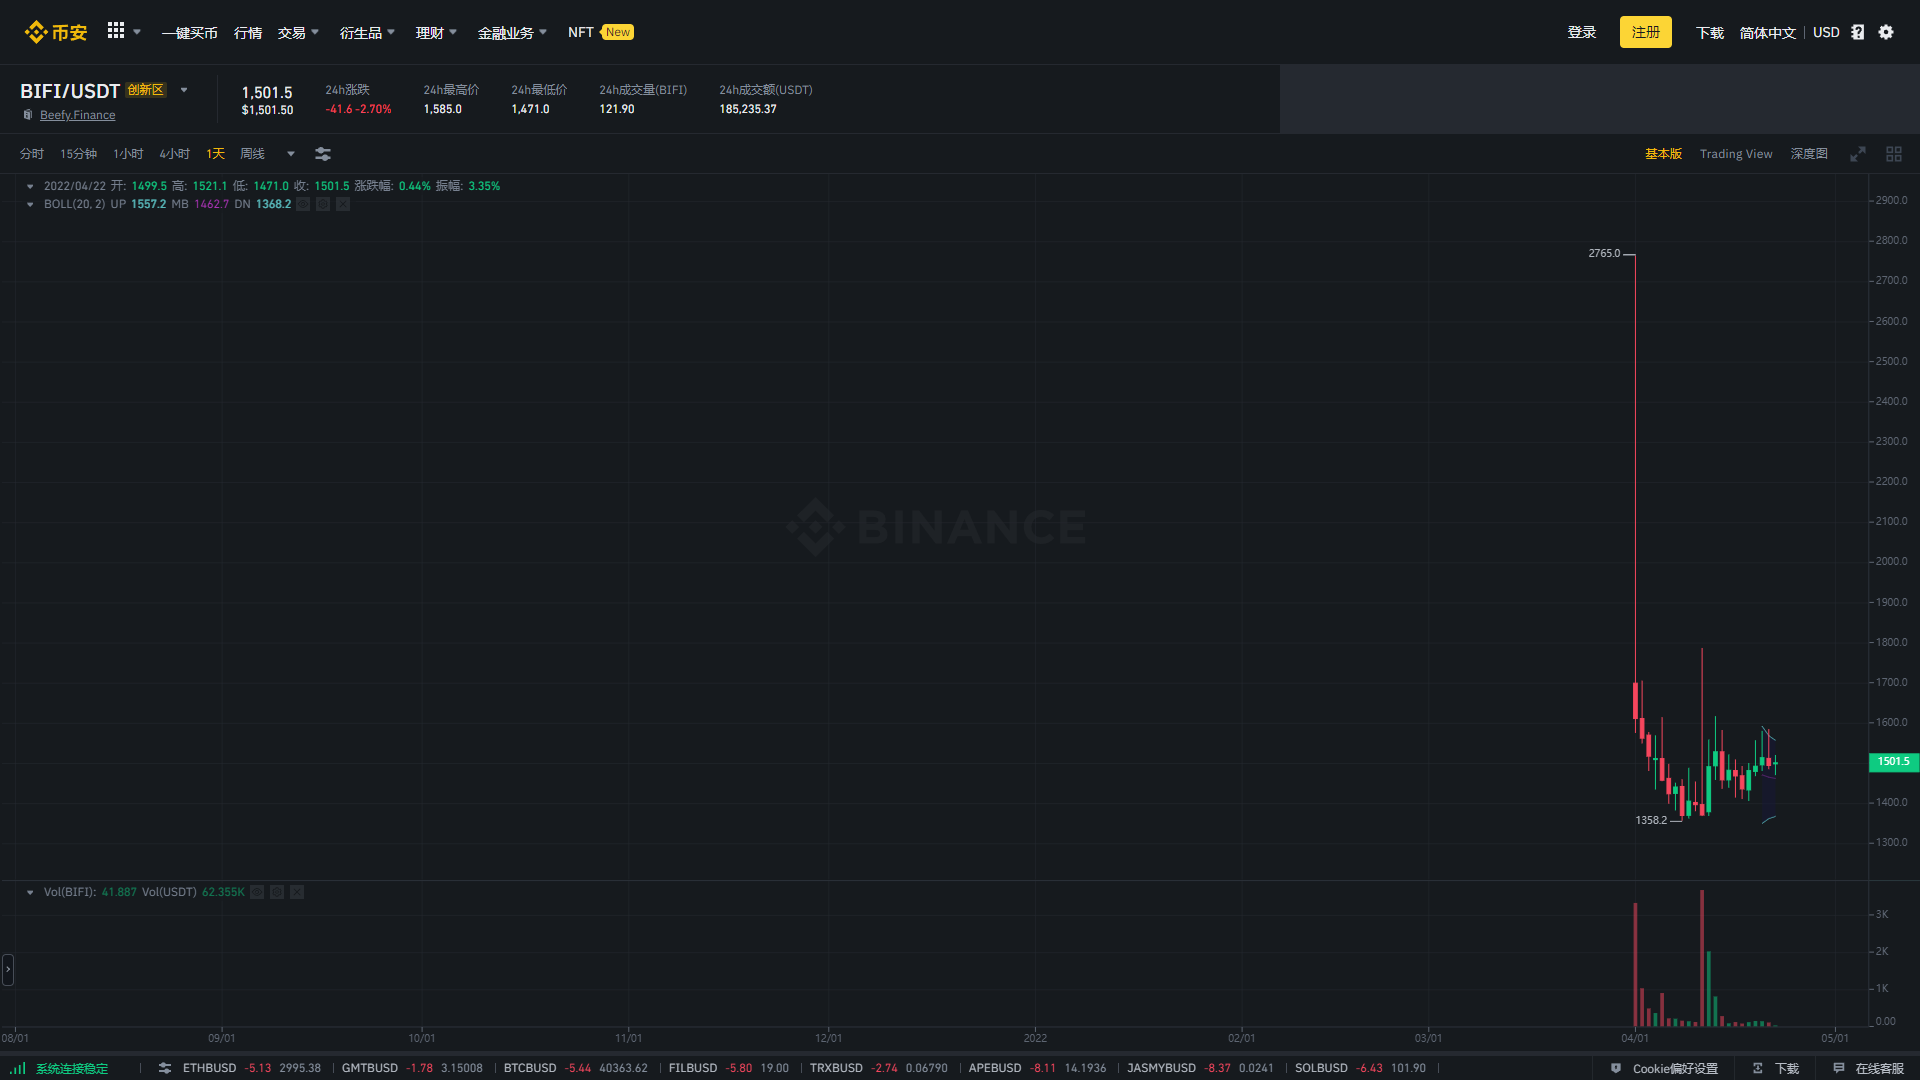 币安 一键买币 行情 交易 衍生品 理财 金融业务 NFT New 登录 注册 下载 简体中文 USD
BIFI/USDT 创新区
Beefy.Finance
1,501.5
$1,501.50
24h涨跌
-41.6 -2.70%
24h最高价
1,585.0
24h最低价
1,471.0
24h成交量(BIFI)
121.90
24h成交额(USDT)
185,235.37
分时 15分钟 1小时 4小时 1天 周线 基本版 Trading View 深度图
2022/04/22 开: 1499.5 高: 1521.1 低: 1471.0 收: 1501.5 涨跌幅: 0.44% 振幅: 3.35%
BOLL(20, 2) UP 1557.2 MB 1462.7 DN 1368.2
2900.0
2800.0
2765.0
2700.0
2600.0
2500.0
2400.0
2300.0
2200.0
2100.0
BINANCE
2000.0
1900.0
1800.0
1700.0
1600.0
1501.5
1400.0
1358.2
1300.0
Vol(BIFI): 41.887 Vol(USDT) 62.355K
3K
2K
1K
0.00
08/01 09/01 10/01 11/01 12/01 2022 02/01 03/01 04/01 05/01
系统连接稳定 ETHBUSD -5.13 2995.38 GMTBUSD -1.78 3.15008 BTCBUSD -5.44 40363.62 FILBUSD -5.80 19.00 TRXBUSD -2.74 0.06790 APEBUSD -8.11 14.1936 JASMYBUSD -8.37 0.0241 SOLBUSD -6.43 101.90 Cookie偏好设置 下载 在线客服